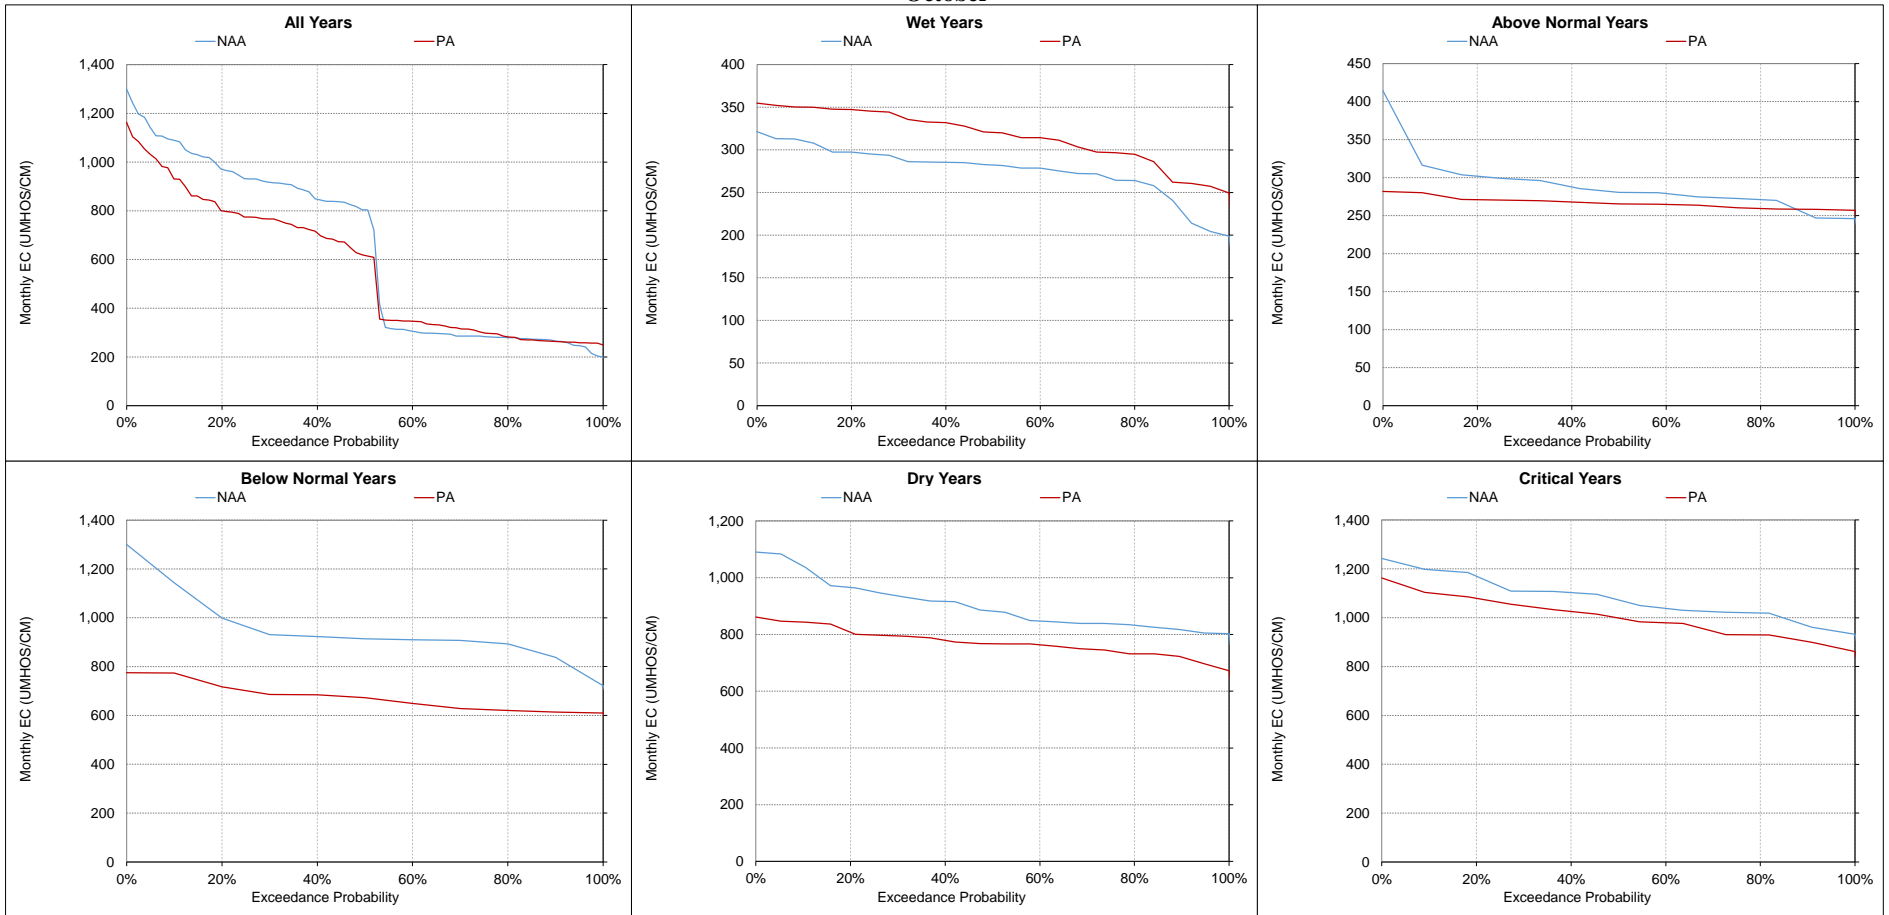 All Years
NAA PA
1,400
1,200
1,000
800
600
400
200
0
0% 20% 40% 60% 80% 100%
Monthly EC (UMHOS/CM)
Exceedance Probability
Wet Years
NAA PA
400
350
300
250
200
150
100
50
0
0% 20% 40% 60% 80% 100%
Monthly EC (UMHOS/CM)
Exceedance Probability
Above Normal Years
NAA PA
450
400
350
300
250
200
150
100
50
0
0% 20% 40% 60% 80% 100%
Monthly EC (UMHOS/CM)
Exceedance Probability
Below Normal Years
NAA PA
1,400
1,200
1,000
800
600
400
200
0
0% 20% 40% 60% 80% 100%
Monthly EC (UMHOS/CM)
Exceedance Probability
Dry Years
NAA PA
1,200
1,000
800
600
400
200
0
0% 20% 40% 60% 80% 100%
Monthly EC (UMHOS/CM)
Exceedance Probability
Critical Years
NAA PA
1,400
1,200
1,000
800
600
400
200
0
0% 20% 40% 60% 80% 100%
Monthly EC (UMHOS/CM)
Exceedance Probability